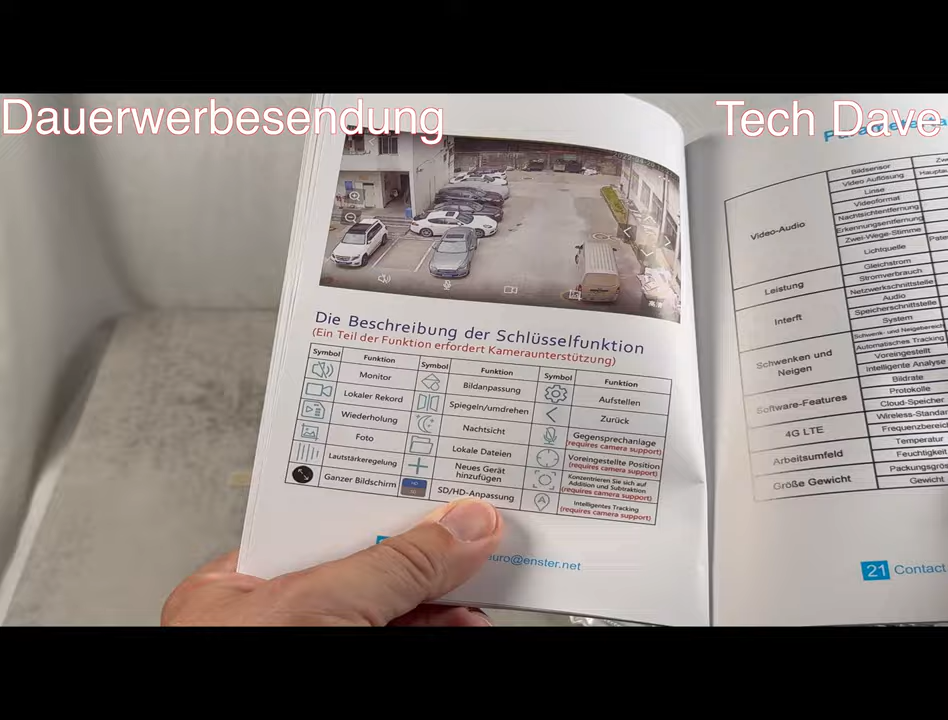 Dauerwerbesendung
Tech Dave
Die Beschreibung der Schlüsselfunktion
(Ein Teil der Funktion erfordert Kameraunterstützung)
Symbol Funktion Symbol Funktion Symbol Funktion
Monitor Bildanpassung Aufstellen
Lokaler Rekord Spiegeln/umdrehen Zurück
Wiederholung Nachtsicht Gegensprechanlage
(requires camera support)
Foto Lokale Dateien Voreingestellte Position
(requires camera support)
Lautstärkeregelung Neues Gerät
hinzufügen Konzentrieren Sie sich auf
Addition und Subtraktion
(requires camera support)
Ganzer Bildschirm SD/HD-Anpassung Intelligentes Tracking
(requires camera support)
euro@enster.net
Video-Audio
Bildsensor
Video Auflösung
Linse
Videoformat
Nachtsichtentfernung
Erkennungsentfernung
Zwei-Wege-Stimme
Lichtquelle
Leistung
Gleichstrom
Stromverbrauch
Interft
Netzwerkschnittstelle
Audio
Speicherschnittstelle
System
Schwenken und
Neigen
Schwenk- und Neigebereich
Automatisches Tracking
Voreingestellt
Software-Features
Intelligente Analyse
Bildrate
Protokolle
Cloud-Speicher
4G LTE
Wireless-Standar
Frequenzbereic
Arbeitsumfeld
Temperatur
Feuchtigkeit
Größe Gewicht
Packungsgrö
Gewicht
21 Contact